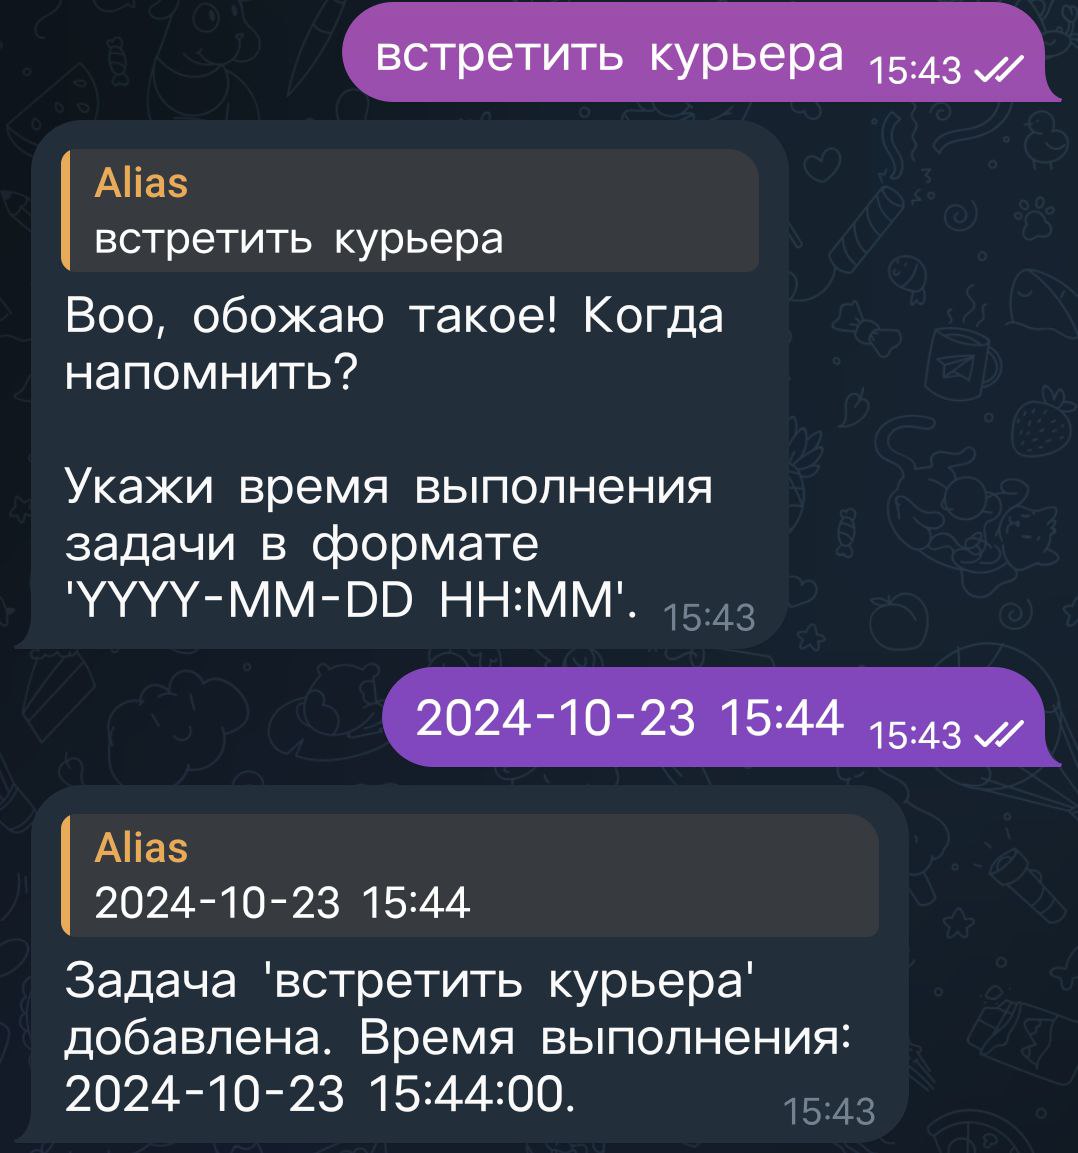 встретить курьера 15:43
Alias
встретить курьера
Воо, обожаю такое! Когда
напомнить?
Укажи время выполнения
задачи в формате
'YYYY-MM-DD HH:MM'. 15:43
2024-10-23 15:44 15:43
Alias
2024-10-23 15:44
Задача 'встретить курьера'
добавлена. Время выполнения:
2024-10-23 15:44:00.
15:43